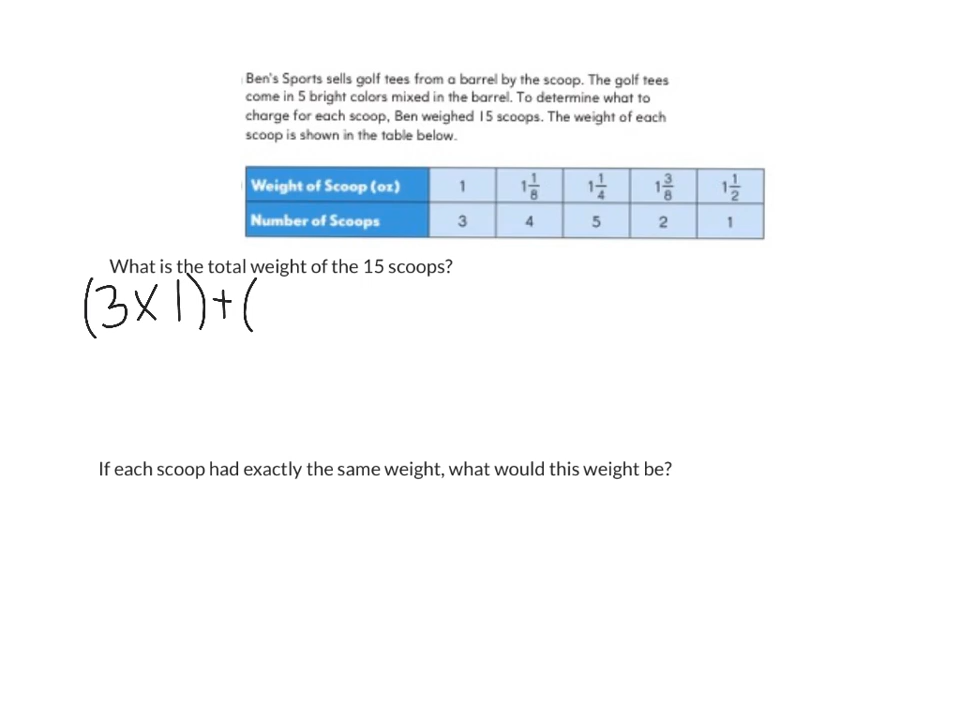 Ben's Sports sells golf tees from a barrel by the scoop. The golf tees
come in 5 bright colors mixed in the barrel. To determine what to
charge for each scoop, Ben weighed 15 scoops. The weight of each
scoop is shown in the table below.
Weight of Scoop (oz) 1 1 1/8 1 1/4 1 3/8 1 1/2
Number of Scoops 3 4 5 2 1
What is the total weight of the 15 scoops?
(3 x 1) + (
If each scoop had exactly the same weight, what would this weight be?